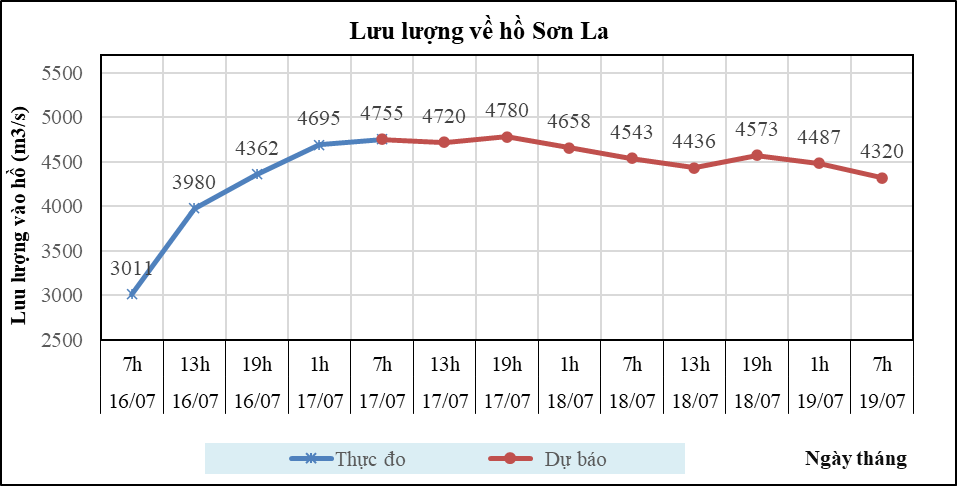 Lưu lượng về hồ Sơn La
Lưu lượng vào hồ (m3/s)
5500
5000
4500
4000
3500
3000
2500
3011 3980 4362 4695 4755 4720 4780 4658 4543 4436 4573 4487 4320
7h 13h 19h 1h 7h 13h 19h 1h 7h 13h 19h 1h 7h
16/07 16/07 16/07 17/07 17/07 17/07 17/07 18/07 18/07 18/07 18/07 19/07 19/07
Thực đo Dự báo Ngày tháng